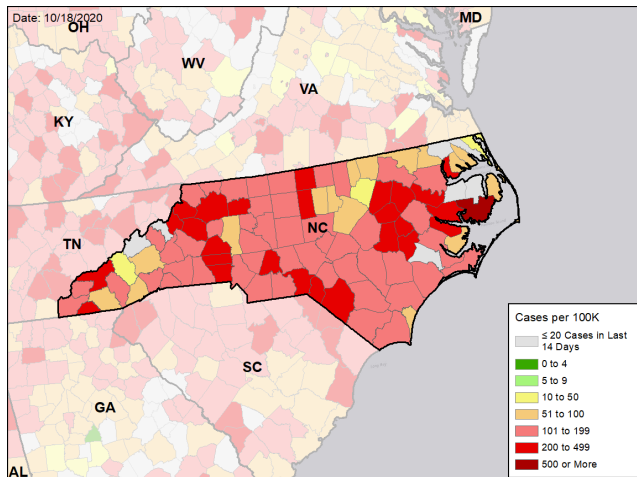 Date: 10/18/2020
OH
MD
WV
VA
KY
TN
NC
SC
GA
AL
Cases per 100K
≤ 20 Cases in Last
14 Days
0 to 4
5 to 9
10 to 50
51 to 100
101 to 199
200 to 499
500 or More